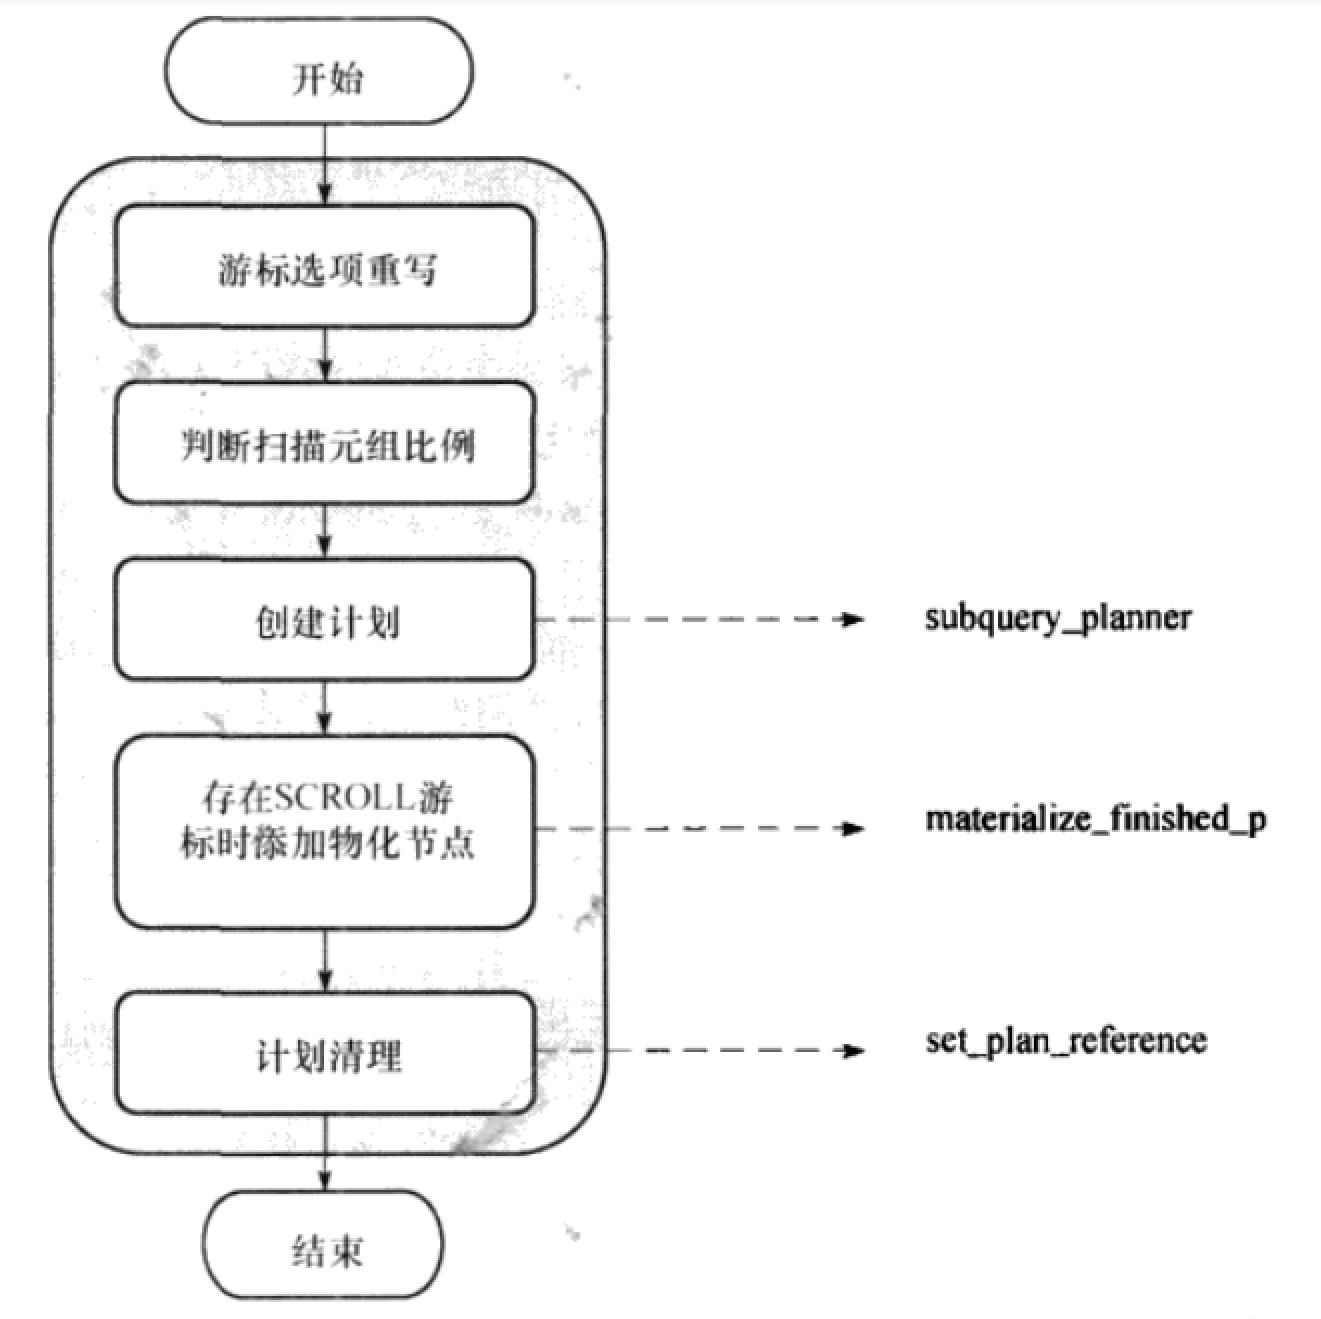 开始
游标选项重写
判断扫描元组比例
创建计划
subquery_planner
存在SCROLL游
标时添加物化节点
materialize_finished_p
计划清理
set_plan_reference
结束